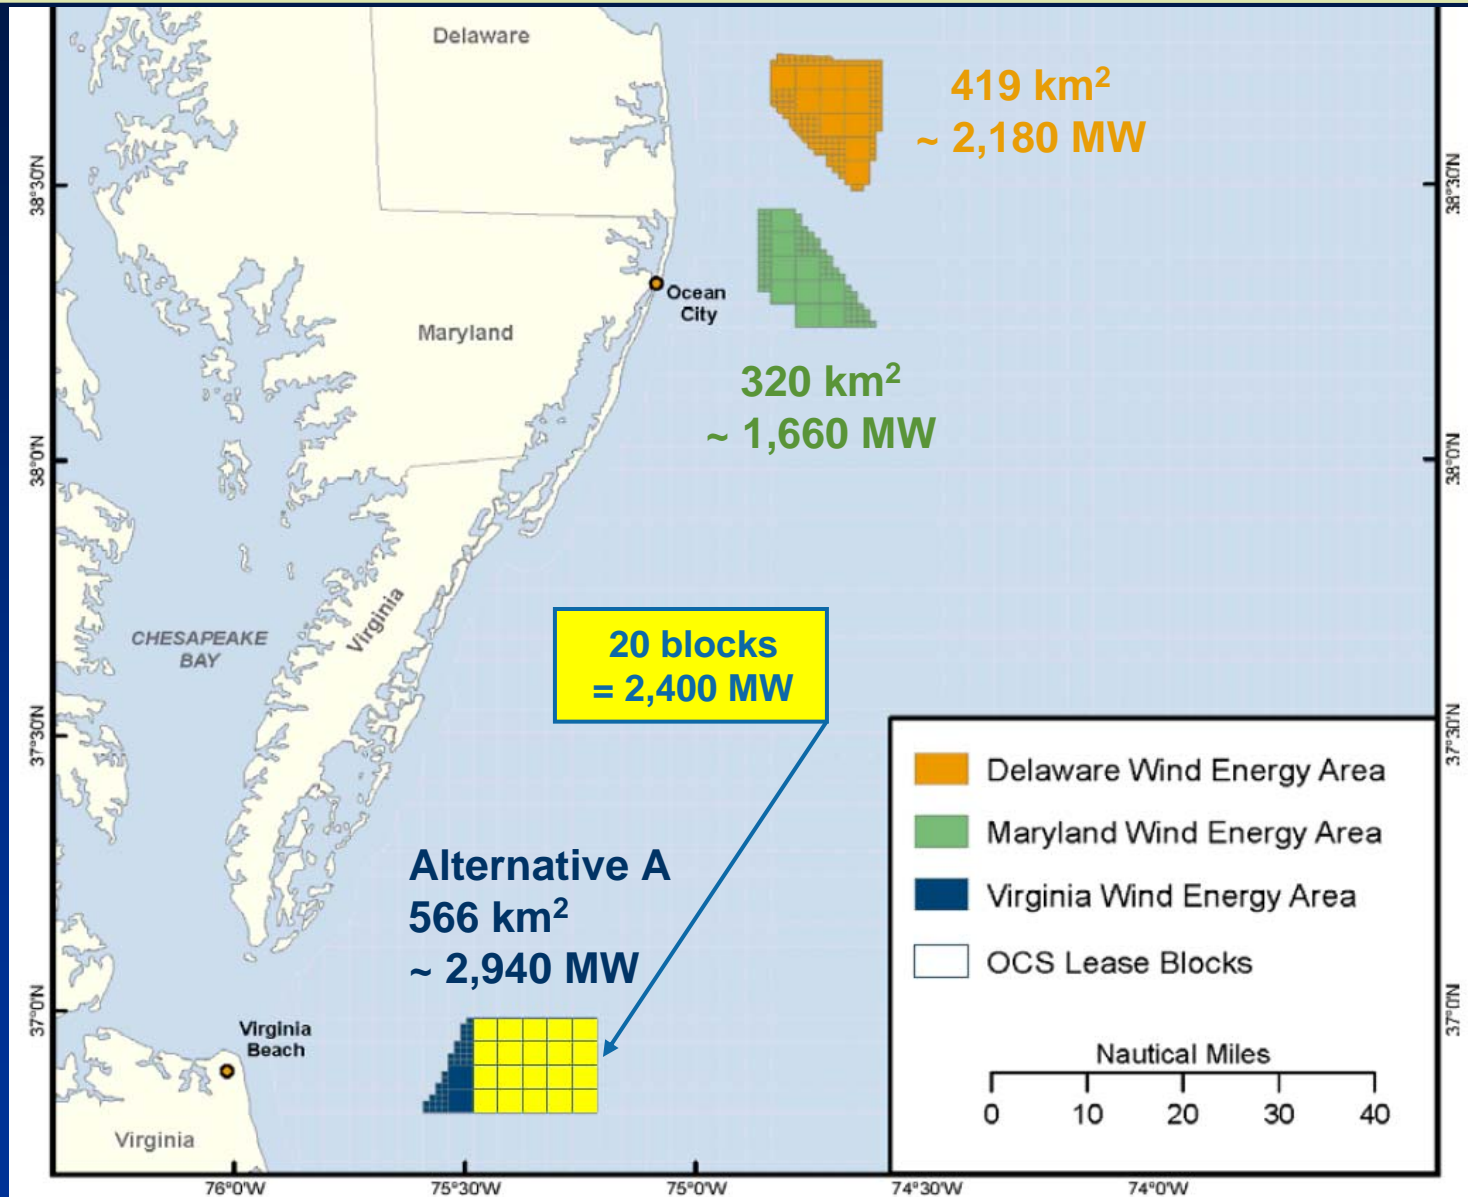 Delaware
419 km²
~ 2,180 MW
38°30'N
38°30'N
Ocean
City
Maryland
320 km²
~ 1,660 MW
38°0'N
38°0'N
Virginia
CHESAPEAKE
BAY
20 blocks
= 2,400 MW
37°30'N
37°30'N
Delaware Wind Energy Area
Maryland Wind Energy Area
Virginia Wind Energy Area
OCS Lease Blocks
Nautical Miles
0 10 20 30 40
Alternative A
566 km²
~ 2,940 MW
37°0'N
37°0'N
Virginia
Beach
Virginia
76°0'W 75°30'W 75°0'W 74°30'W 74°0'W